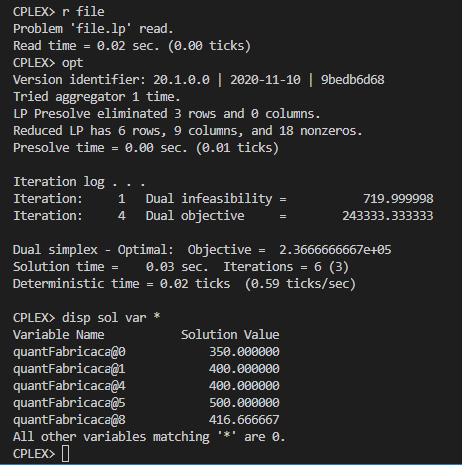 CPLEX> r file
Problem 'file.lp' read.
Read time = 0.02 sec. (0.00 ticks)
CPLEX> opt
Version identifier: 20.1.0.0 | 2020-11-10 | 9bedb6d68
Tried aggregator 1 time.
LP Presolve eliminated 3 rows and 0 columns.
Reduced LP has 6 rows, 9 columns, and 18 nonzeros.
Presolve time = 0.00 sec. (0.01 ticks)
Iteration log . . .
Iteration:     1   Dual infeasibility =           719.999998
Iteration:     4   Dual objective     =        243333.333333
Dual simplex - Optimal:  Objective =  2.3666666667e+05
Solution time =    0.03 sec.  Iterations = 6 (3)
Deterministic time = 0.02 ticks  (0.59 ticks/sec)
CPLEX> disp sol var *
Variable Name           Solution Value
quantFabricaca@0            350.000000
quantFabricaca@1            400.000000
quantFabricaca@4            400.000000
quantFabricaca@5            500.000000
quantFabricaca@8            416.666667
All other variables matching '*' are 0.
CPLEX>